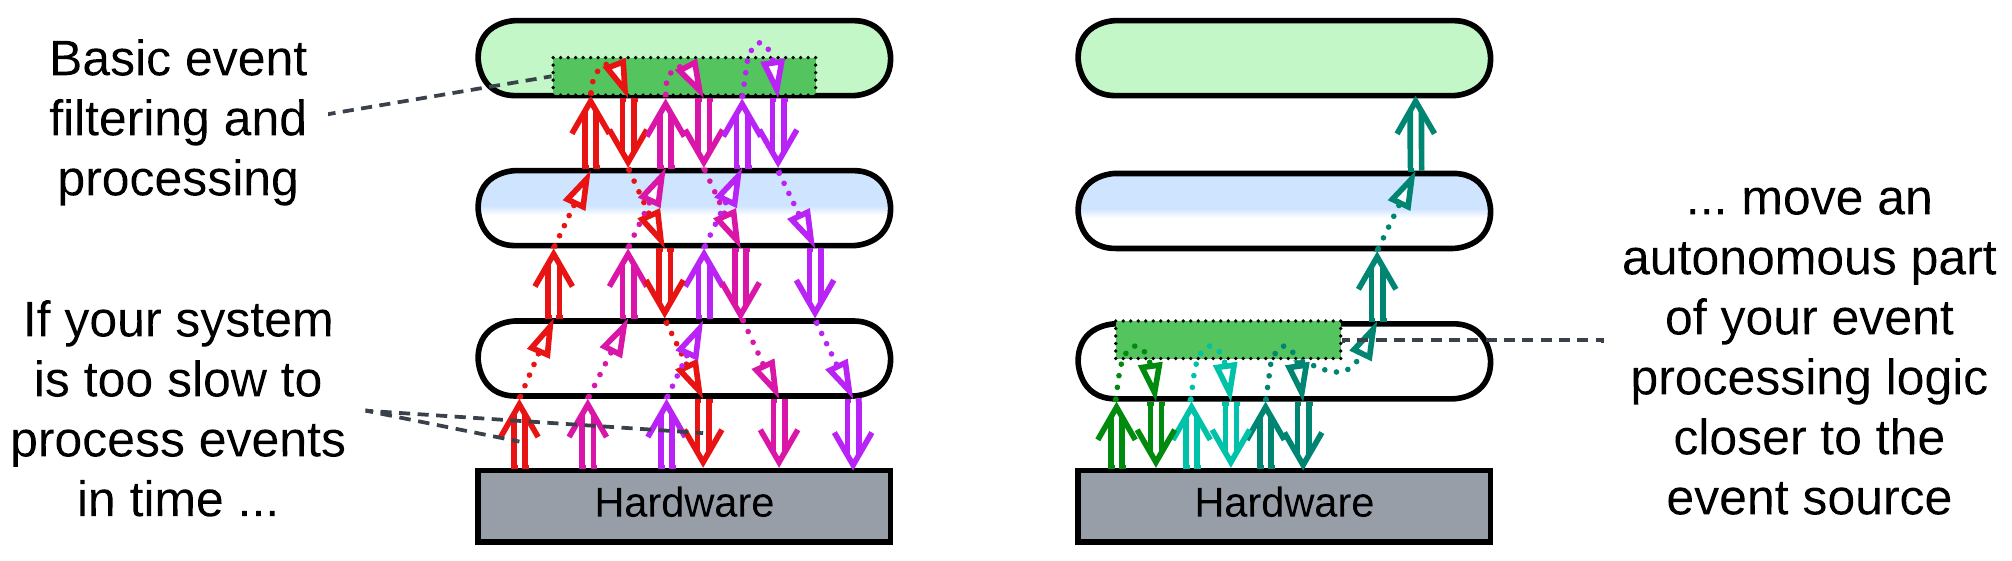 Basic event
filtering and
processing
If your system
is too slow to
process events
in time ...
Hardware
Hardware
... move an
autonomous part
of your event
processing logic
closer to the
event source